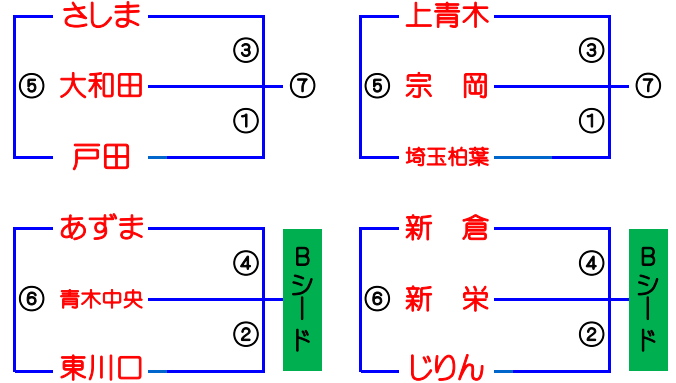 さしま
③
⑤ 大和田 ⑦
①
戸田
上青木
③
⑤ 宗 岡 ⑦
①
埼玉柏葉
あずま
④
⑥ 青木中央
②
東川口
Bシード
新 倉
④
⑥ 新 栄
②
じりん
Bシード